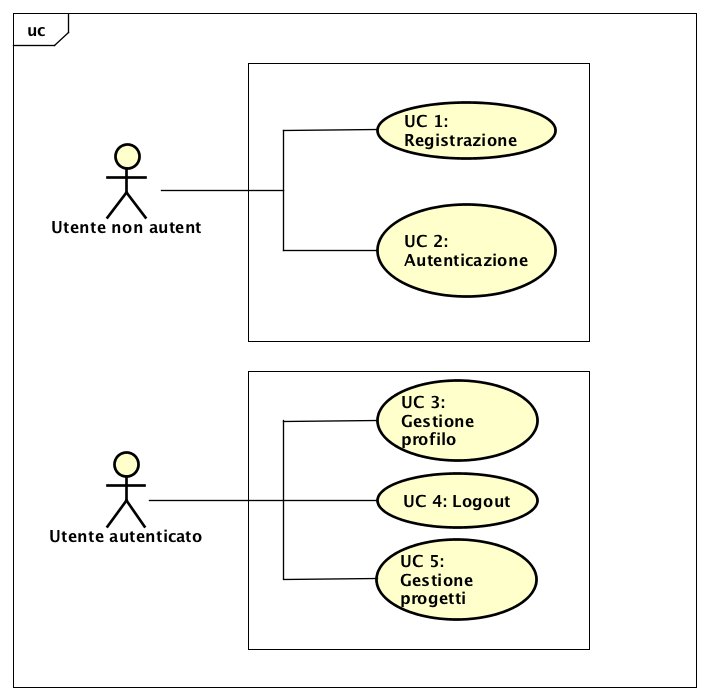 uc
UC 1:
Registrazione
Utente non autent
UC 2:
Autenticazione
UC 3:
Gestione
profilo
UC 4: Logout
Utente autenticato
UC 5:
Gestione
progetti